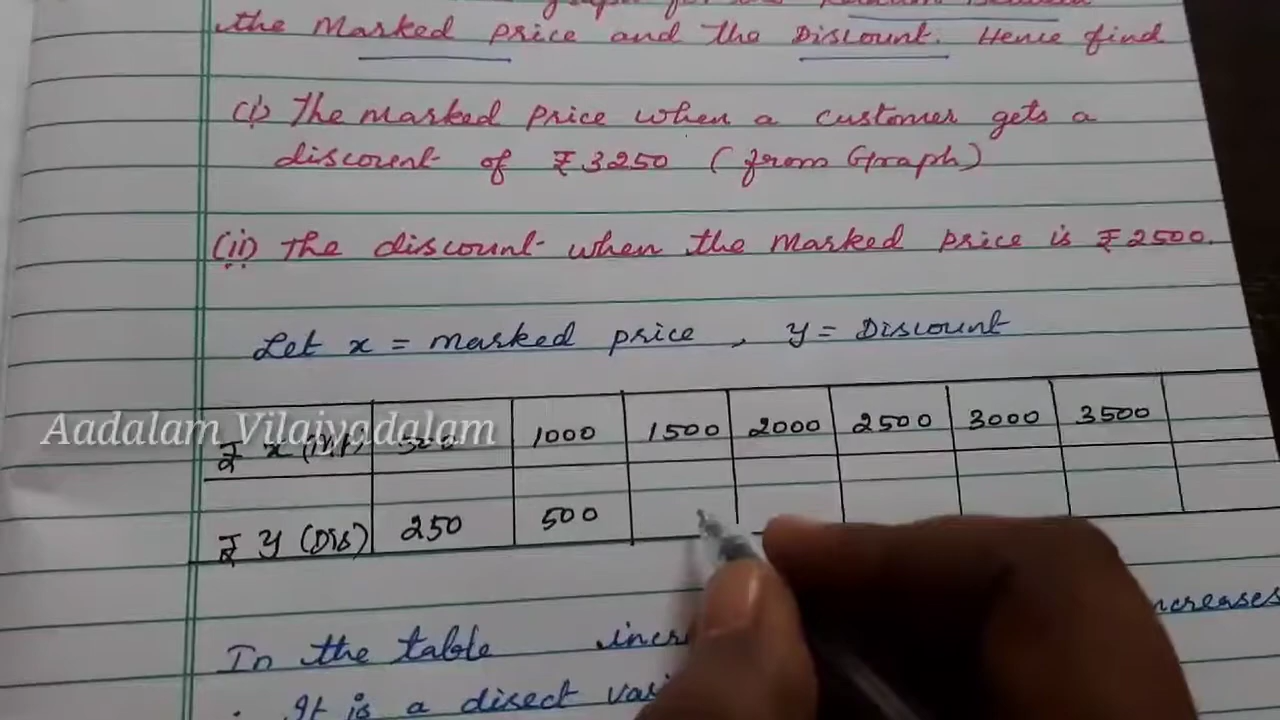 the Marked price and the Discount. Hence find
(i) The marked price when a customer gets a
discount of ₹3250 (from Graph)
(ii) The discount when the marked price is ₹2500.
Let x = marked price , y = Discount
Aadalam Vilaiyadalam
₹ x (M.P) 500 1000 1500 2000 2500 3000 3500
₹ y (Dis) 250 500
In the table increases
It is a direct